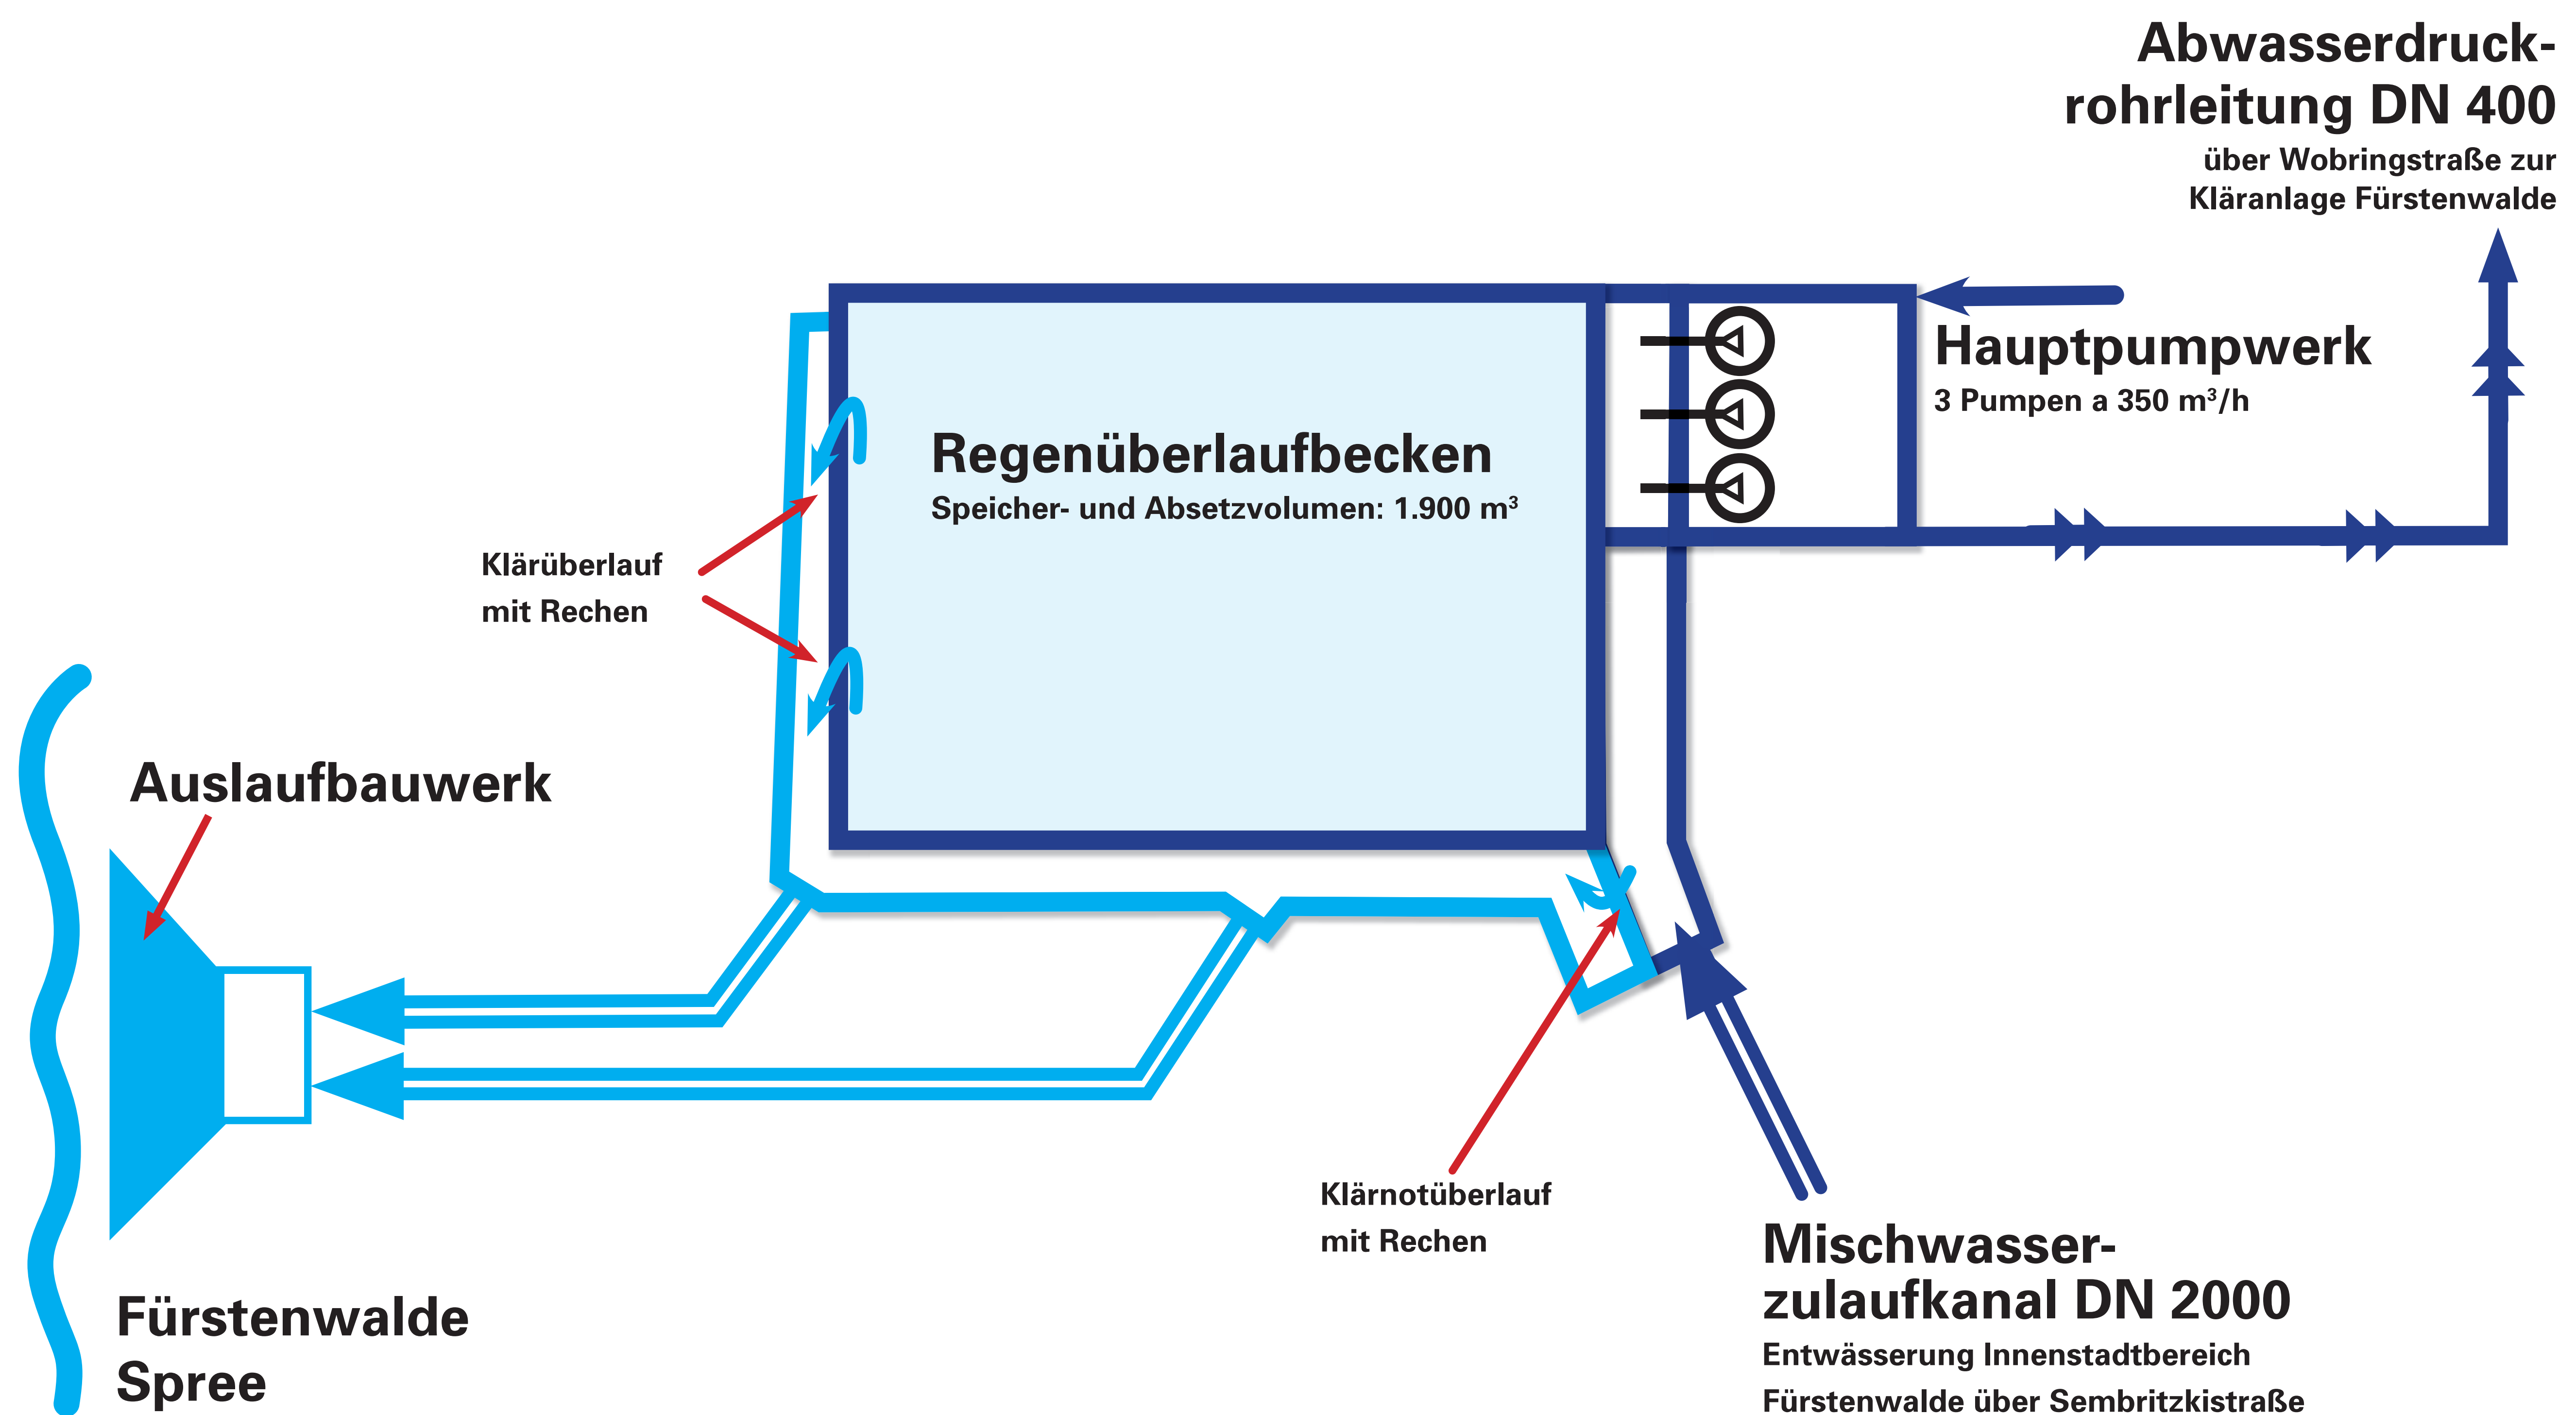 Abwasserdruck-
rohrleitung DN 400
über Wobringstraße zur
Kläranlage Fürstenwalde
Hauptpumpwerk
3 Pumpen a 350 m³/h
Regenüberlaufbecken
Speicher- und Absetzvolumen: 1.900 m³
Klärüberlauf
mit Rechen
Auslaufbauwerk
Klärnotüberlauf
mit Rechen
Mischwasser-
zulaufkanal DN 2000
Entwässerung Innenstadtbereich
Fürstenwalde über Sembritzkistraße
Fürstenwalde
Spree